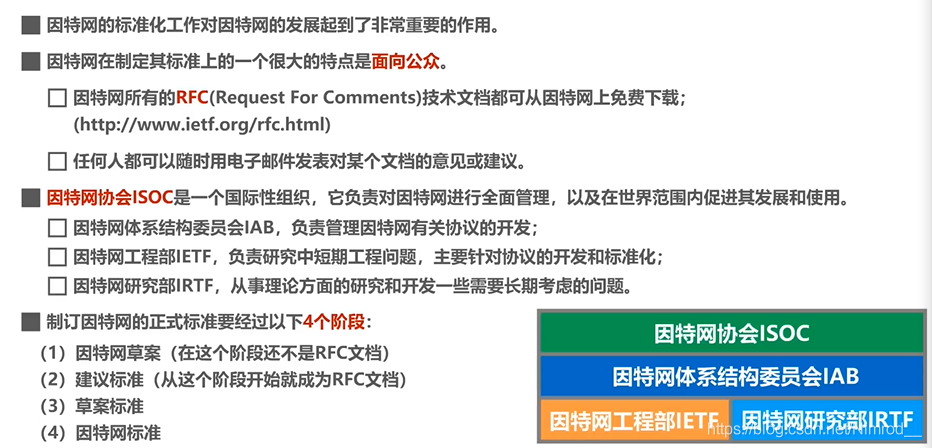 因特网的标准化工作对因特网的发展起到了非常重要的作用。
因特网在制定其标准上的一个很大的特点是面向公众。
因特网所有的RFC(Request For Comments)技术文档都可从因特网上免费下载；
(http://www.ietf.org/rfc.html)
任何人都可以随时用电子邮件发表对某个文档的意见或建议。
因特网协会ISOC是一个国际性组织，它负责对因特网进行全面管理，以及在世界范围内促进其发展和使用。
因特网体系结构委员会IAB，负责管理因特网有关协议的开发；
因特网工程部IETF，负责研究中短期工程问题，主要针对协议的开发和标准化；
因特网研究部IRTF，从事理论方面的研究和开发一些需要长期考虑的问题。
制订因特网的正式标准要经过以下4个阶段：
（1）因特网草案（在这个阶段还不是RFC文档）
（2）建议标准（从这个阶段开始就成为RFC文档）
（3）草案标准
（4）因特网标准
因特网协会ISOC
因特网体系结构委员会IAB
因特网工程部IETF 因特网研究部IRTF